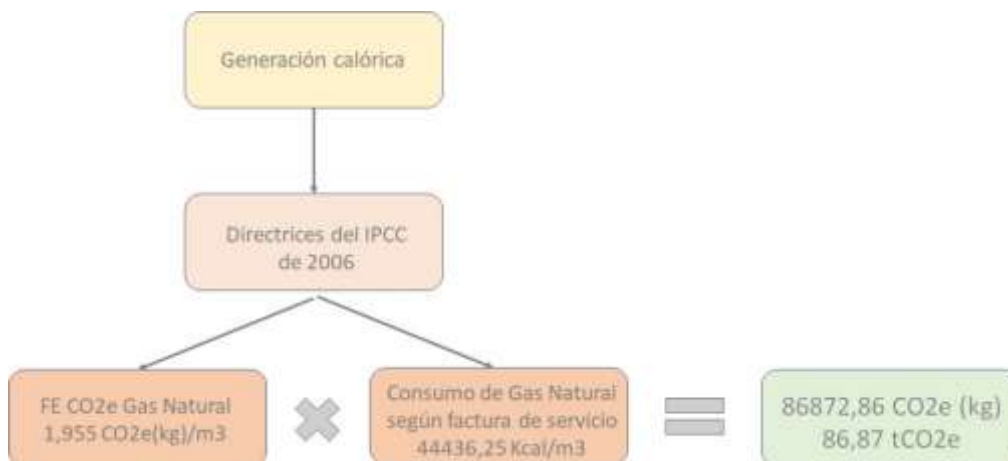 Generación calórica
Directrices del IPCC
de 2006
FE CO2e Gas Natural
1,955 CO2e(kg)/m3
Consumo de Gas Natural
según factura de servicio
44436,25 Kcal/m3
86872,86 CO2e (kg)
86,87 tCO2e